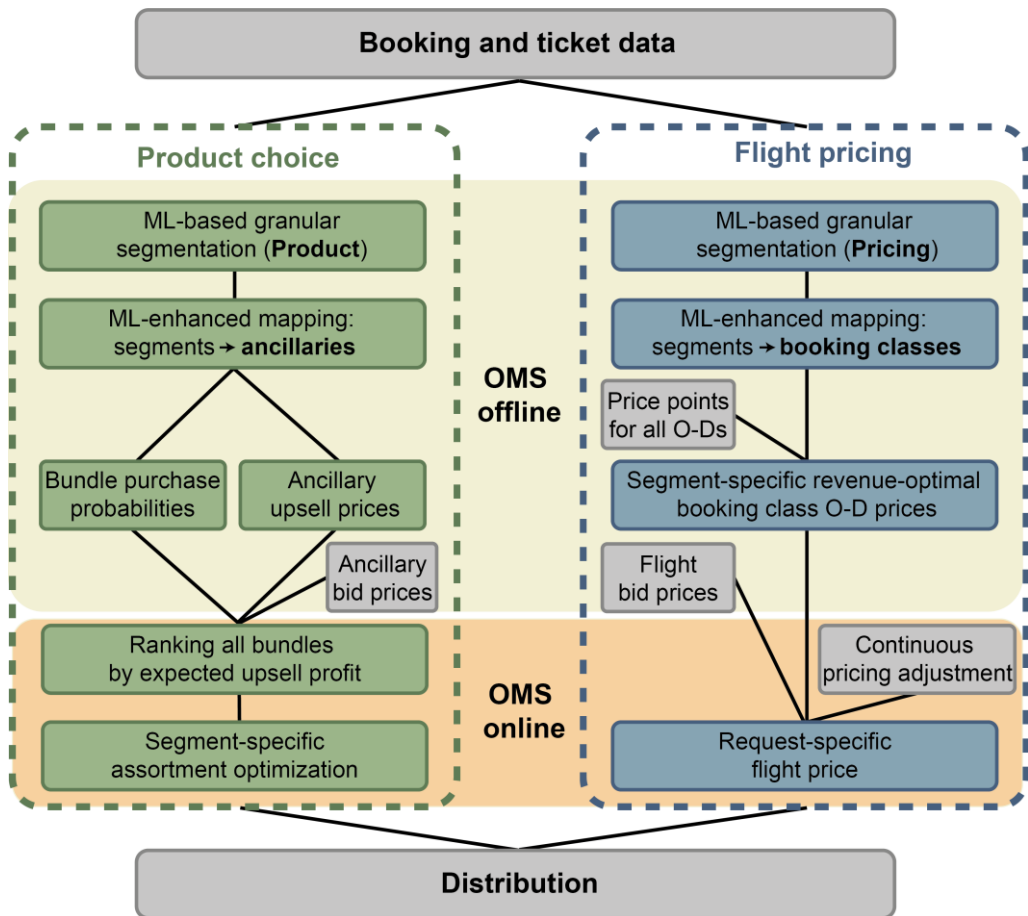 Booking and ticket data
Product choice
ML-based granular
segmentation (Product)
ML-enhanced mapping:
segments → ancillaries
Bundle purchase
probabilities
Ancillary
upsell prices
Ancillary
bid prices
Ranking all bundles
by expected upsell profit
Segment-specific
assortment optimization
OMS
offline
OMS
online
Flight pricing
ML-based granular
segmentation (Pricing)
ML-enhanced mapping:
segments → booking classes
Price points
for all O-Ds
Segment-specific revenue-optimal
booking class O-D prices
Flight
bid prices
Continuous
pricing adjustment
Request-specific
flight price
Distribution